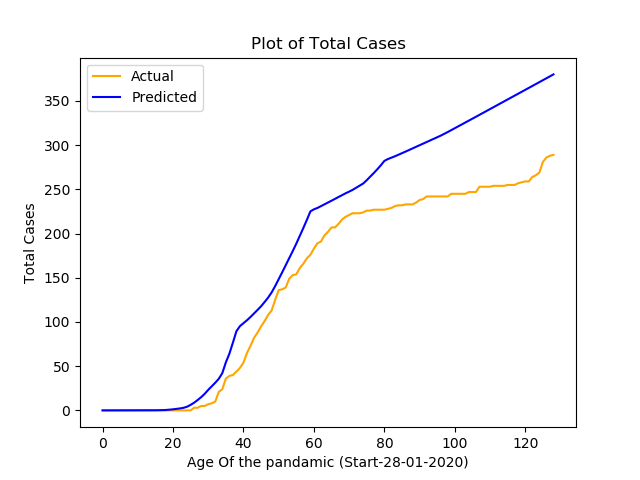 Plot of Total Cases
Actual
Predicted
Total Cases
350
300
250
200
150
100
50
0
0 20 40 60 80 100 120
Age Of the pandamic (Start-28-01-2020)